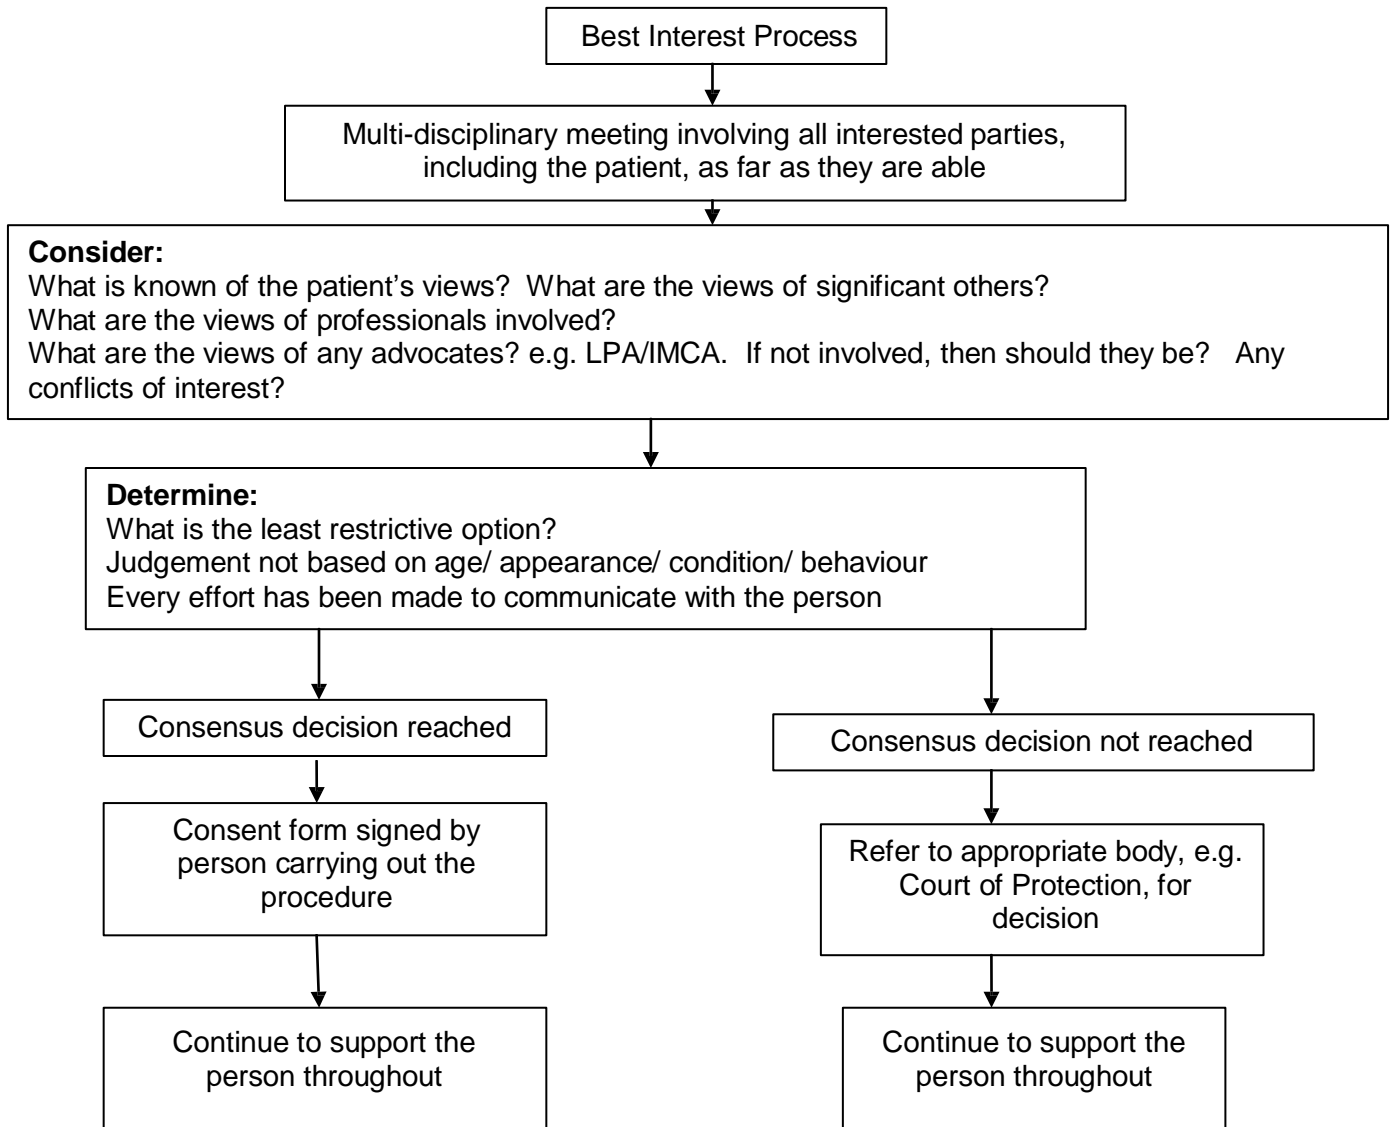 Best Interest Process
Multi-disciplinary meeting involving all interested parties,
including the patient, as far as they are able
Consider:
What is known of the patient’s views?  What are the views of significant others?
What are the views of professionals involved?
What are the views of any advocates? e.g. LPA/IMCA.  If not involved, then should they be?   Any
conflicts of interest?
Determine:
What is the least restrictive option?
Judgement not based on age/ appearance/ condition/ behaviour
Every effort has been made to communicate with the person
Consensus decision reached
Consent form signed by
person carrying out the
procedure
Continue to support the
person throughout
Consensus decision not reached
Refer to appropriate body, e.g.
Court of Protection, for
decision
Continue to support the
person throughout